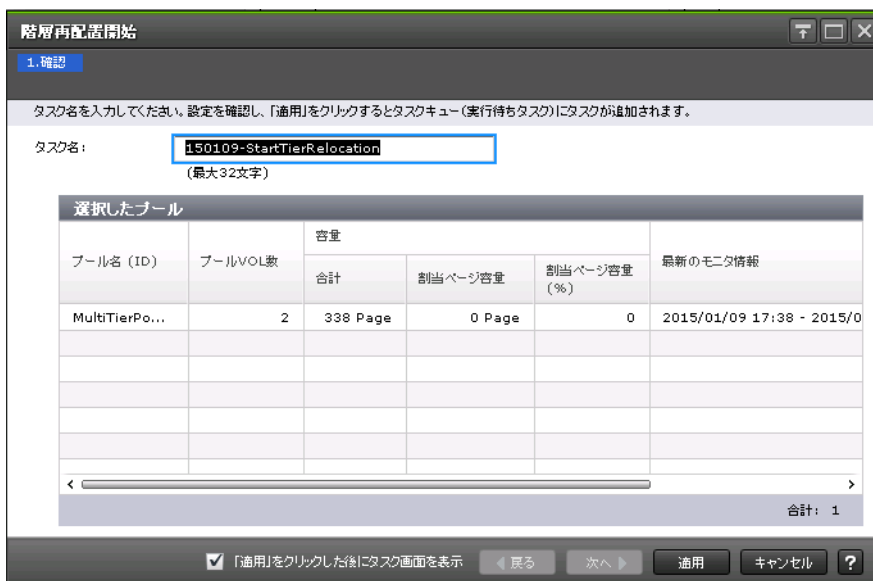 階層再配置開始
1.確認
タスク名を入力してください。設定を確認し、「適用」をクリックするとタスクキュー(実行待ちタスク)にタスクが追加されます。
タスク名:
150109-StartTierRelocation
(最大32文字)
選択したプール
プール名 (ID)
プールVOL数
容量
合計
割当ページ容量
割当ページ容量
(%)
最新のモニタ情報
MultiTierPo... 2 338 Page 0 Page 0 2015/01/09 17:38 - 2015/0
合計: 1
「適用」をクリックした後にタスク画面を表示 戻る 次へ 適用 キャンセル ?